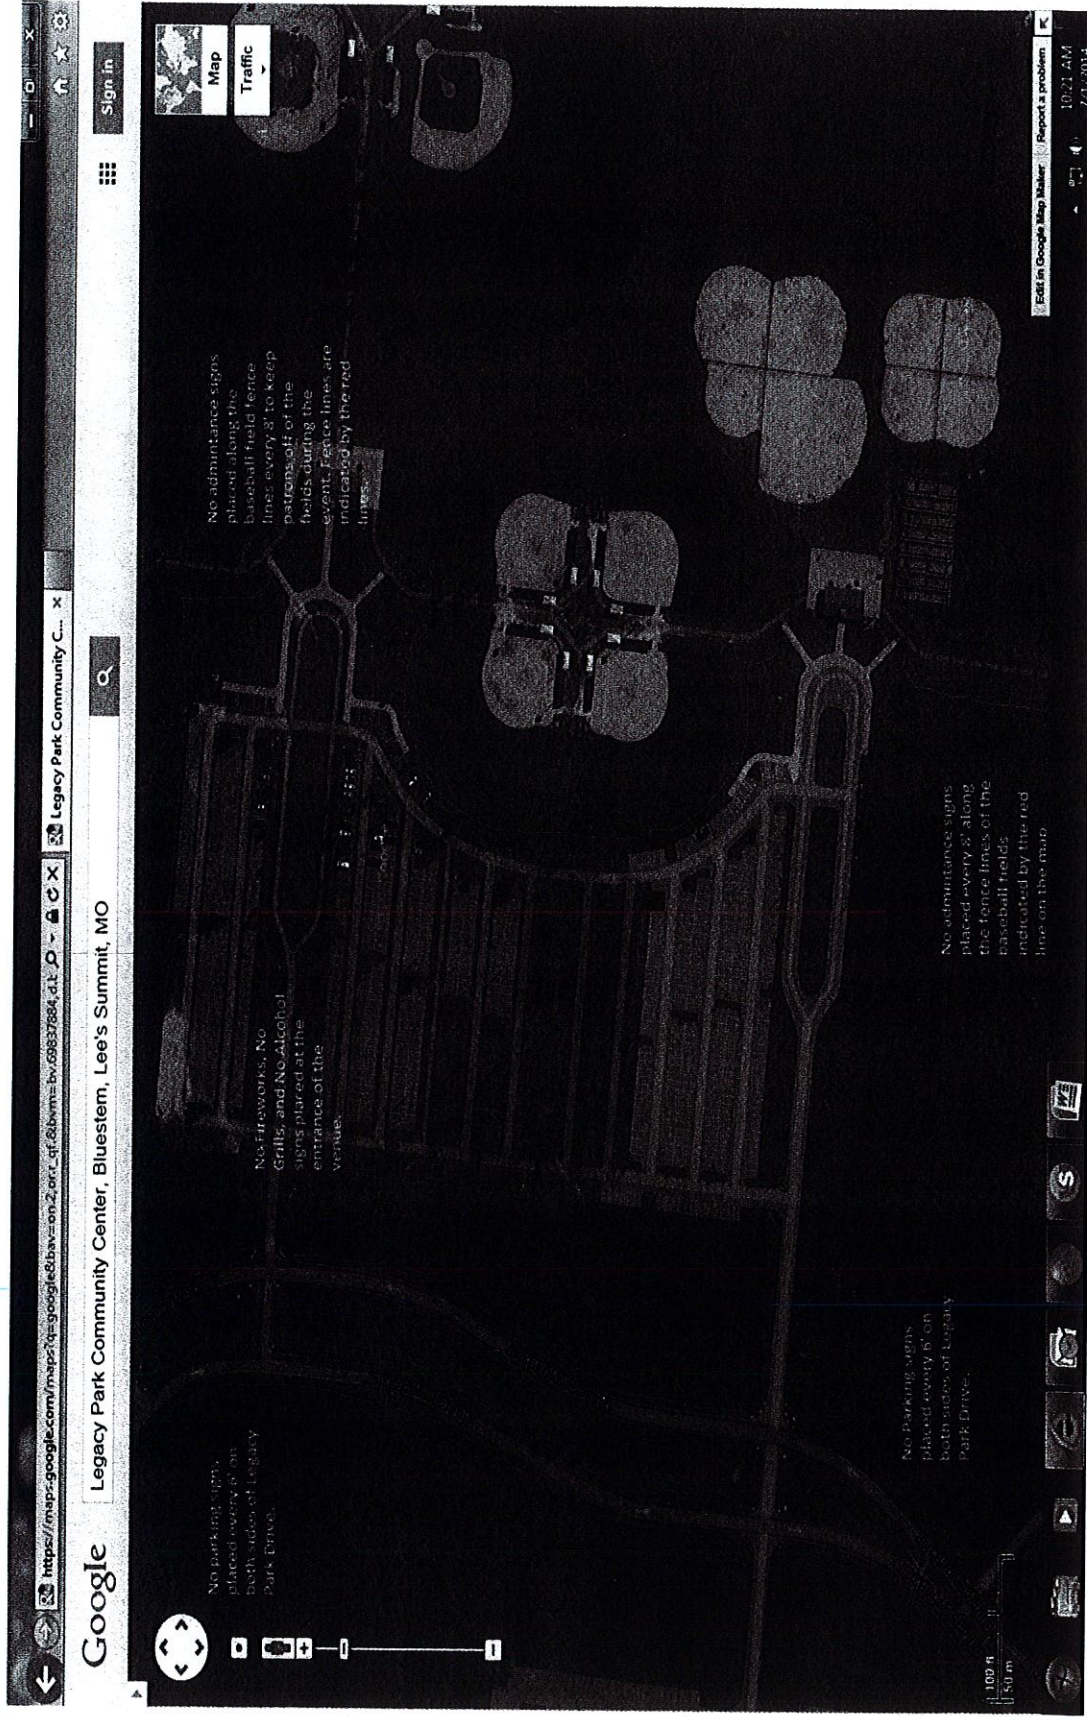 https://maps.google.com/maps?q=google&bav=on.2,or.r_qf.&bvm=bv.69837884,d.b
Legacy Park Community C... ×
Google
Legacy Park Community Center, Bluestem, Lee's Summit, MO
Sign in
Map
Traffic
No parking signs
placed every 6' on
both sides of Legacy
Park Drive.
No Fireworks, No
Grills, and No Alcohol
signs placed at the
entrance of the
venue.
No admintance signs
placed along the
baseball field fence
lines every 8' to keep
patrons off of the
fields during the
event. Fence lines are
indicated by the red
lines.
No Parking signs
placed every 6' on
both sides of Legacy
Park Drive.
No admintance signs
placed every 8' along
the fence lines of the
baseball fields
indicated by the red
line on the map.
100 ft
50 m
Edit in Google Map Maker
Report a problem
10:21 AM